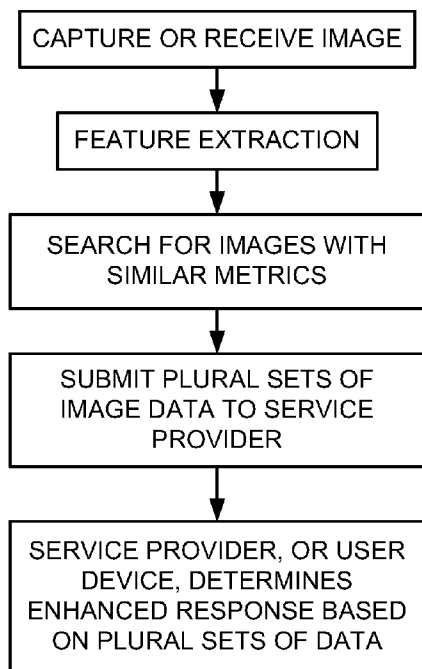 CAPTURE OR RECEIVE IMAGE
FEATURE EXTRACTION
SEARCH FOR IMAGES WITH
SIMILAR METRICS
SUBMIT PLURAL SETS OF
IMAGE DATA TO SERVICE
PROVIDER
SERVICE PROVIDER, OR USER
DEVICE, DETERMINES
ENHANCED RESPONSE BASED
ON PLURAL SETS OF DATA